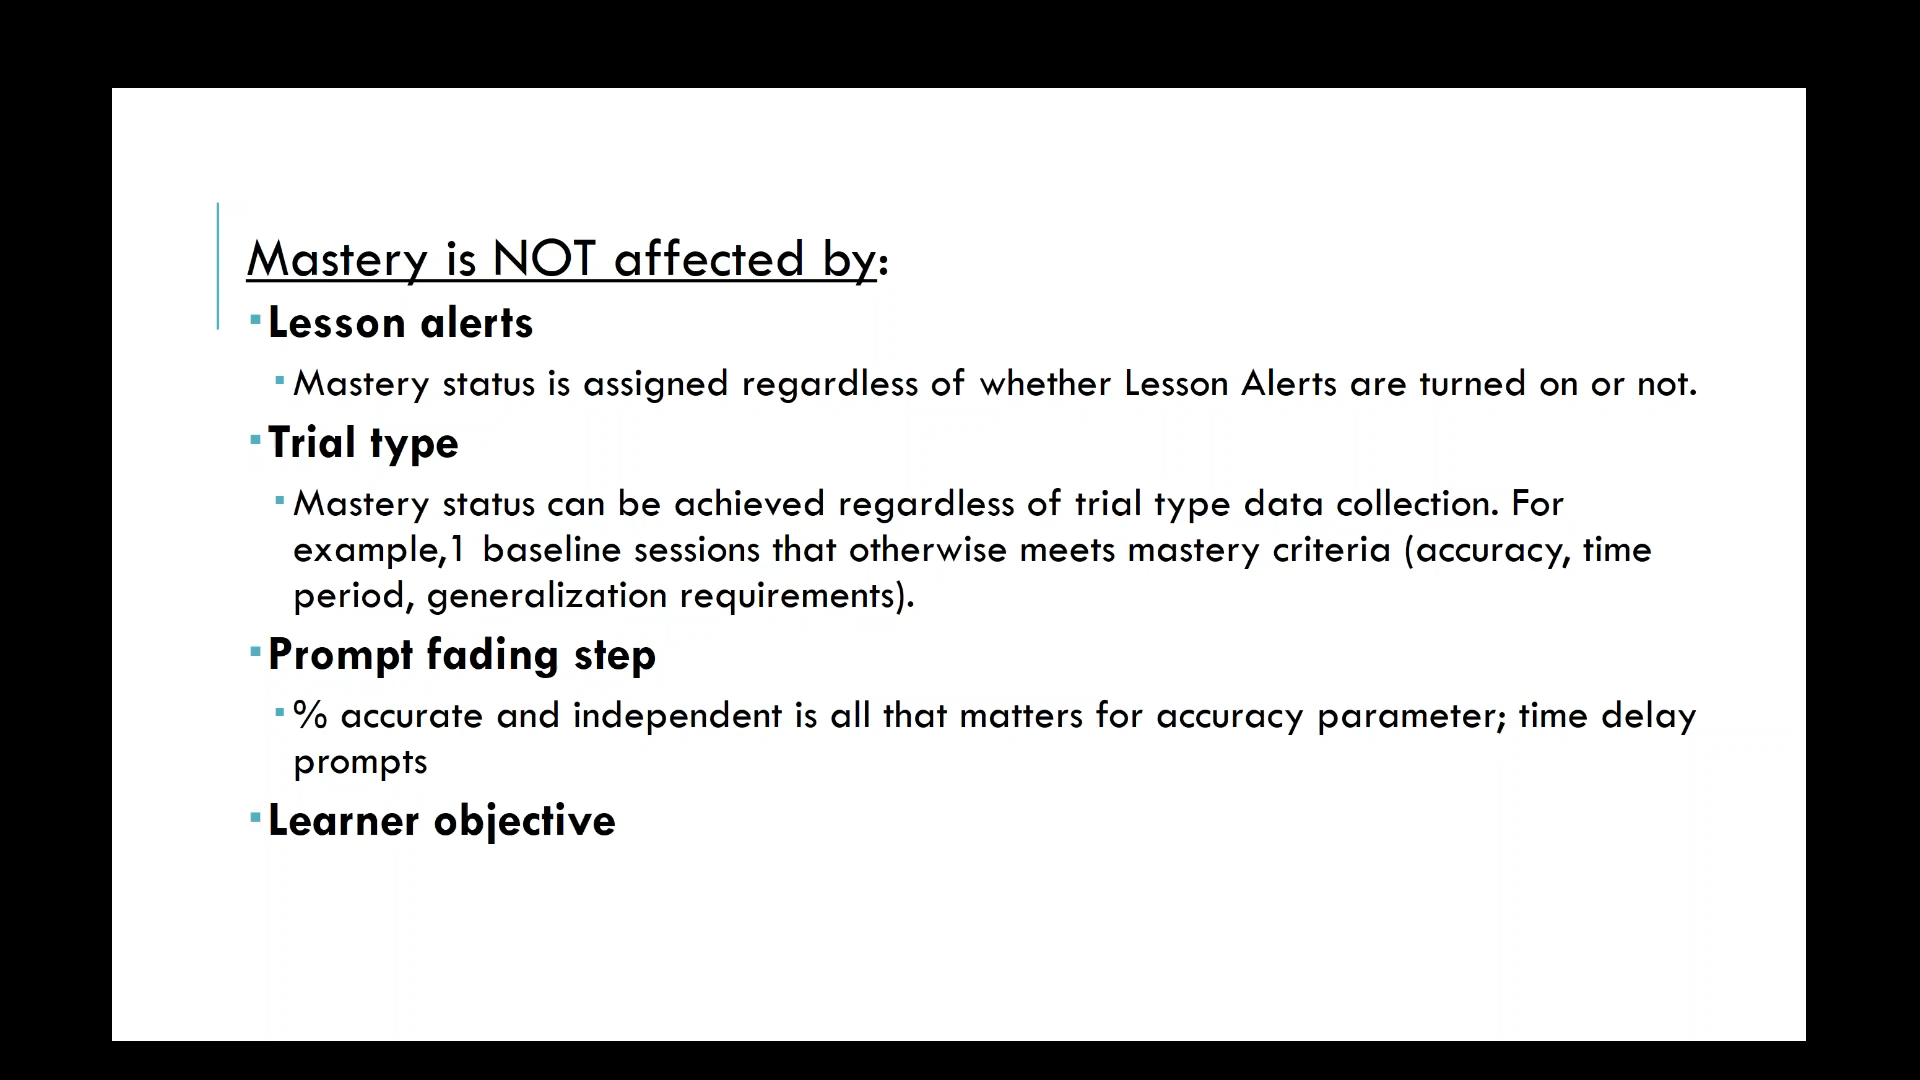 Mastery is NOT affected by:
▪Lesson alerts
▪Mastery status is assigned regardless of whether Lesson Alerts are turned on or not.
▪Trial type
▪Mastery status can be achieved regardless of trial type data collection. For
example,1 baseline sessions that otherwise meets mastery criteria (accuracy, time
period, generalization requirements).
▪Prompt fading step
▪% accurate and independent is all that matters for accuracy parameter; time delay
prompts
▪Learner objective